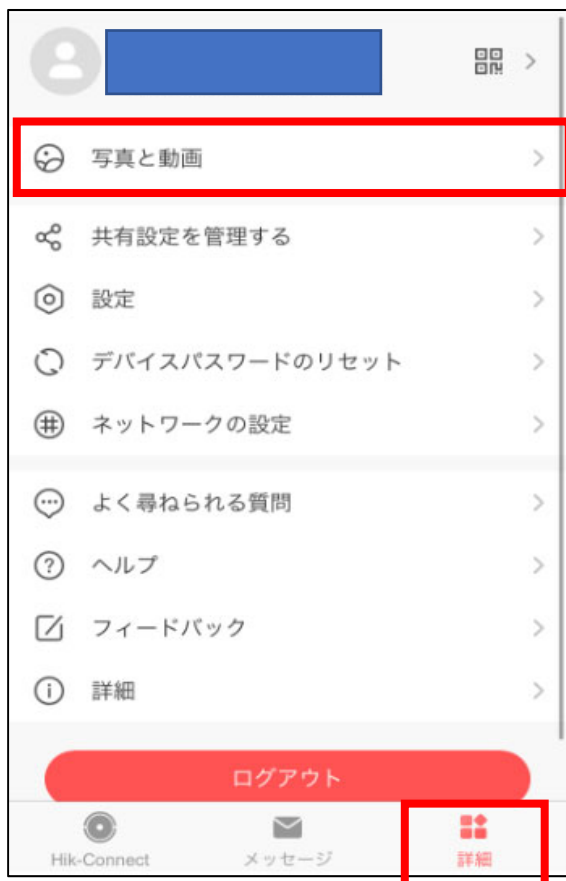 写真と動画
共有設定を管理する
設定
デバイスパスワードのリセット
ネットワークの設定
よく尋ねられる質問
ヘルプ
フィードバック
詳細
ログアウト
Hik-Connect
メッセージ
詳細